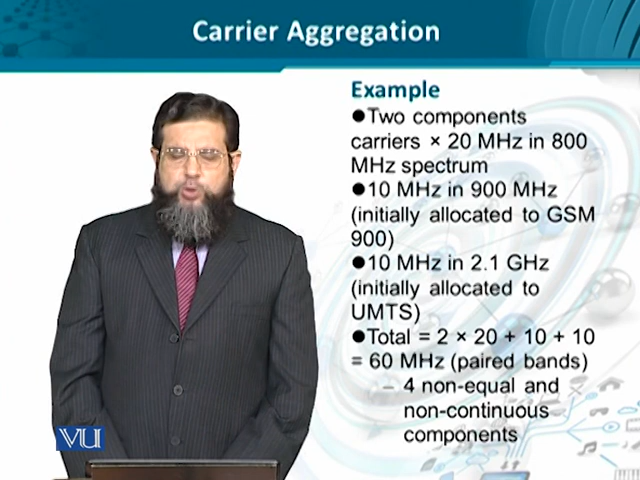 Carrier Aggregation
Example
●Two components
carriers × 20 MHz in 800
MHz spectrum
●10 MHz in 900 MHz
(initially allocated to GSM
900)
●10 MHz in 2.1 GHz
(initially allocated to
UMTS)
●Total = 2 × 20 + 10 + 10
= 60 MHz (paired bands)
– 4 non-equal and
non-continuous
components
VU